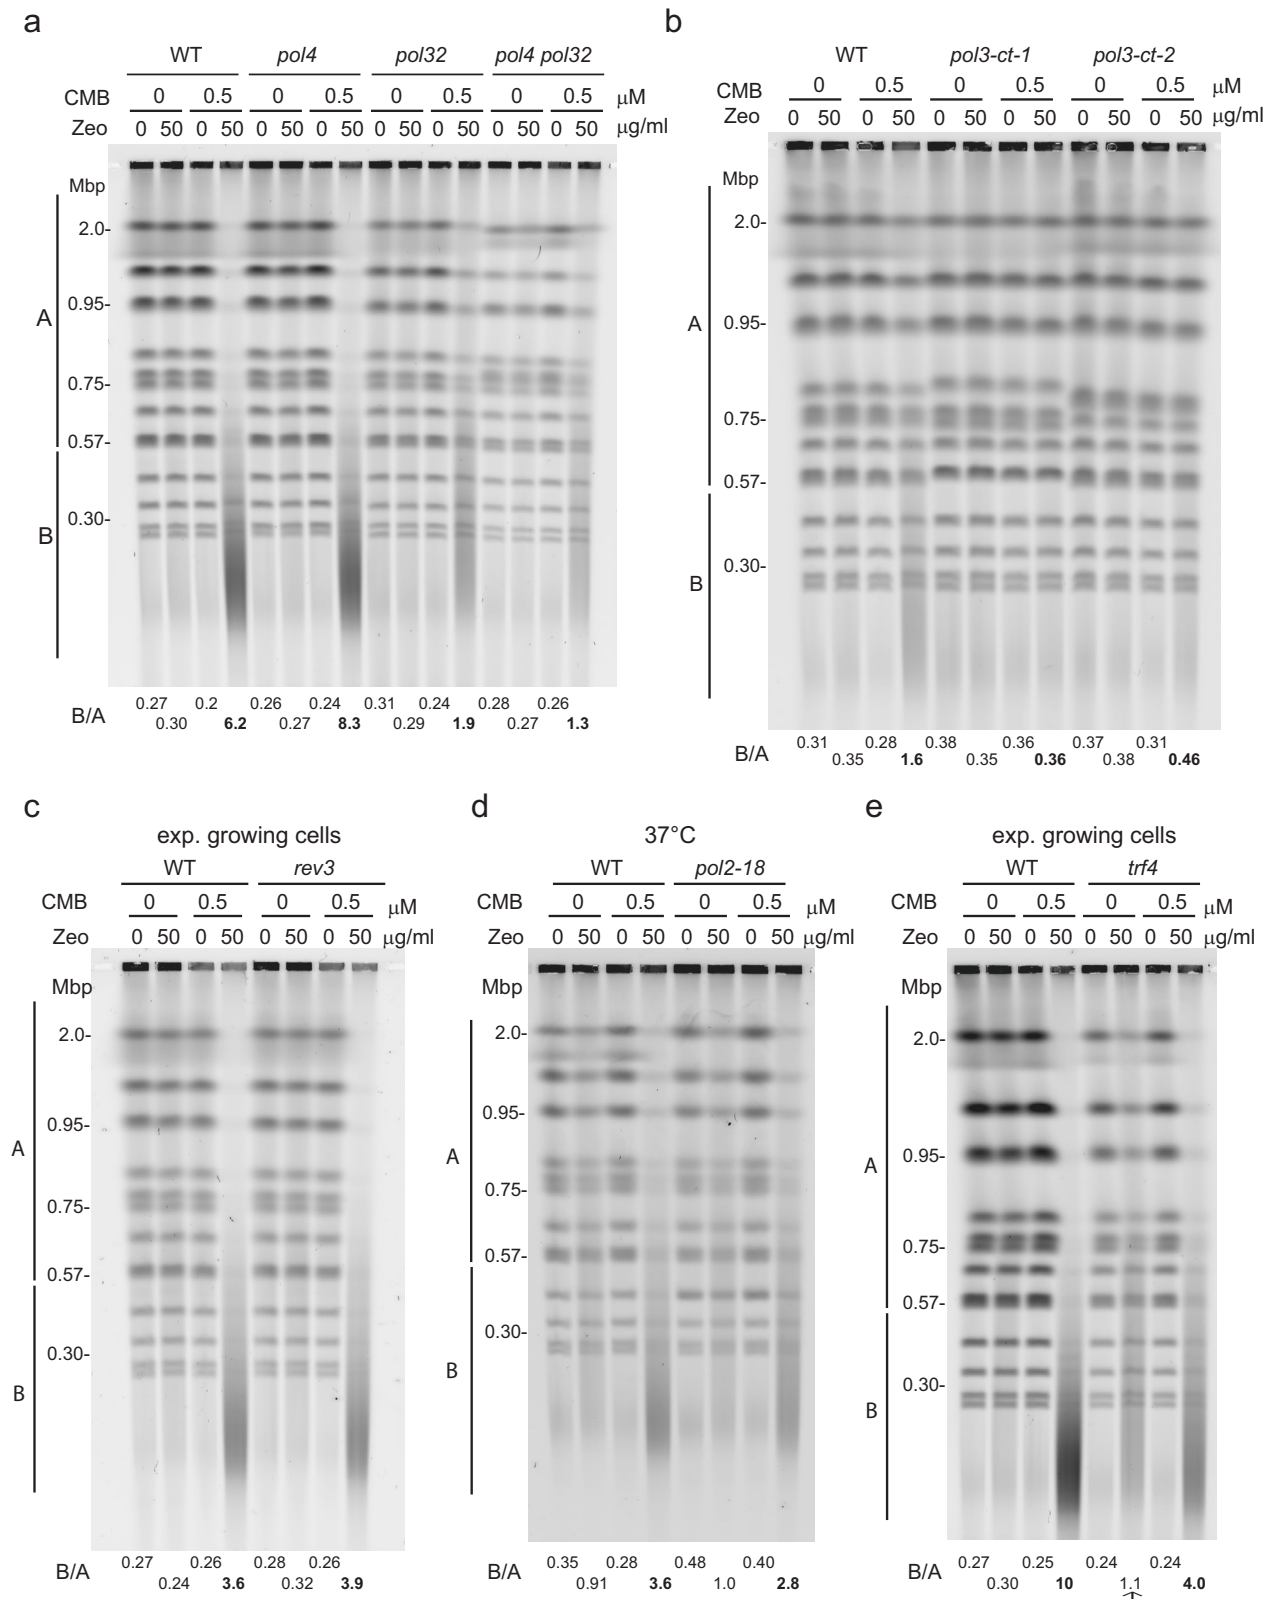 a
WT pol4 pol32 pol4 pol32
CMB 0 0.5 0 0.5 0 0.5 0 0.5 μM
Zeo 0 50 0 50 0 50 0 50 0 50 0 50 0 50 0 50 μg/ml
Mbp
2.0-
0.95-
A
0.75-
0.57-
0.30-
B
0.27 0.2 0.26 0.24 0.31 0.24 0.28 0.26
B/A 0.30 6.2 0.27 8.3 0.29 1.9 0.27 1.3
b
WT pol3-ct-1 pol3-ct-2
CMB 0 0.5 0 0.5 0 0.5 μM
Zeo 0 50 0 50 0 50 0 50 0 50 0 50 μg/ml
Mbp
2.0-
A 0.95-
0.75-
0.57-
0.30-
B
0.31 0.28 0.38 0.36 0.37 0.31
B/A 0.35 1.6 0.35 0.36 0.38 0.46
c
exp. growing cells
WT rev3
CMB 0 0.5 0 0.5 μM
Zeo 0 50 0 50 0 50 0 50 μg/ml
Mbp
2.0-
0.95-
A
0.75-
0.57-
0.30-
B
0.27 0.26 0.28 0.26
B/A 0.24 3.6 0.32 3.9
d
37°C
WT pol2-18
CMB 0 0.5 0 0.5 μM
Zeo 0 50 0 50 0 50 0 50 μg/ml
Mbp
2.0-
0.95-
A
0.75-
0.57-
0.30-
B
0.35 0.28 0.48 0.40
B/A 0.91 3.6 1.0 2.8
e
exp. growing cells
WT trf4
CMB 0 0.5 0 0.5 μM
Zeo 0 50 0 50 0 50 0 50 μg/ml
Mbp
2.0-
0.95-
A
0.75-
0.57-
0.30-
B
0.27 0.25 0.24 0.24
B/A 0.30 10 1.1 4.0